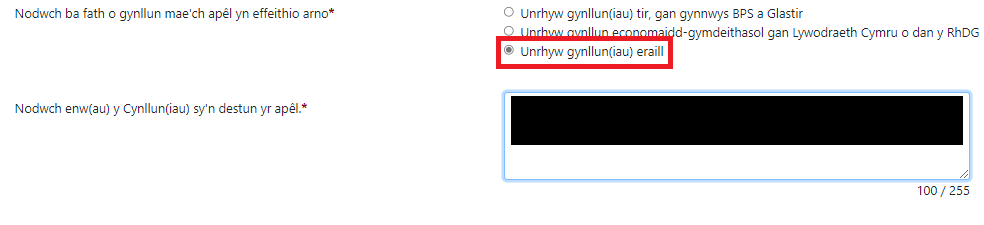 Nodwch ba fath o gynllun mae'ch apêl yn effeithio arno*
Unrhyw gynllun(iau) tir, gan gynnwys BPS a Glastir
Unrhyw gynllun economaidd-gymdeithasol gan Lywodraeth Cymru o dan y RhDG
Unrhyw gynllun(iau) eraill
Nodwch enw(au) y Cynllun(iau) sy'n destun yr apêl.*
100 / 255